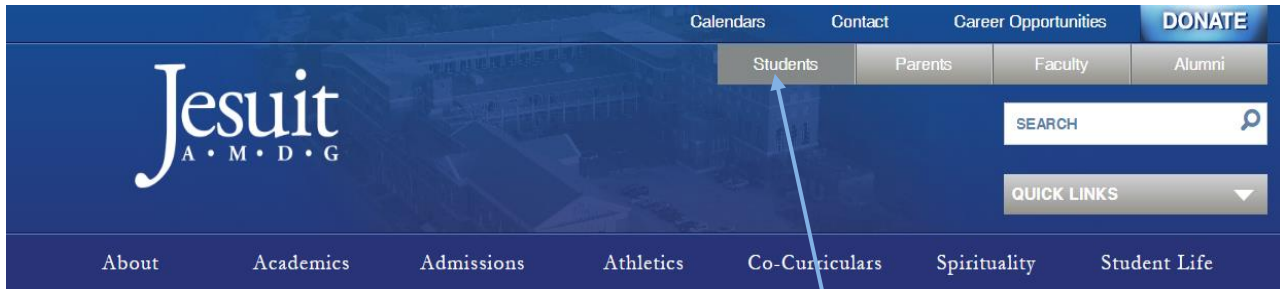 Calendars Contact Career Opportunities DONATE
Students Parents Faculty Alumni
Jesuit
A • M • D • G
SEARCH
QUICK LINKS
About Academics Admissions Athletics Co-Curriculars Spirituality Student Life